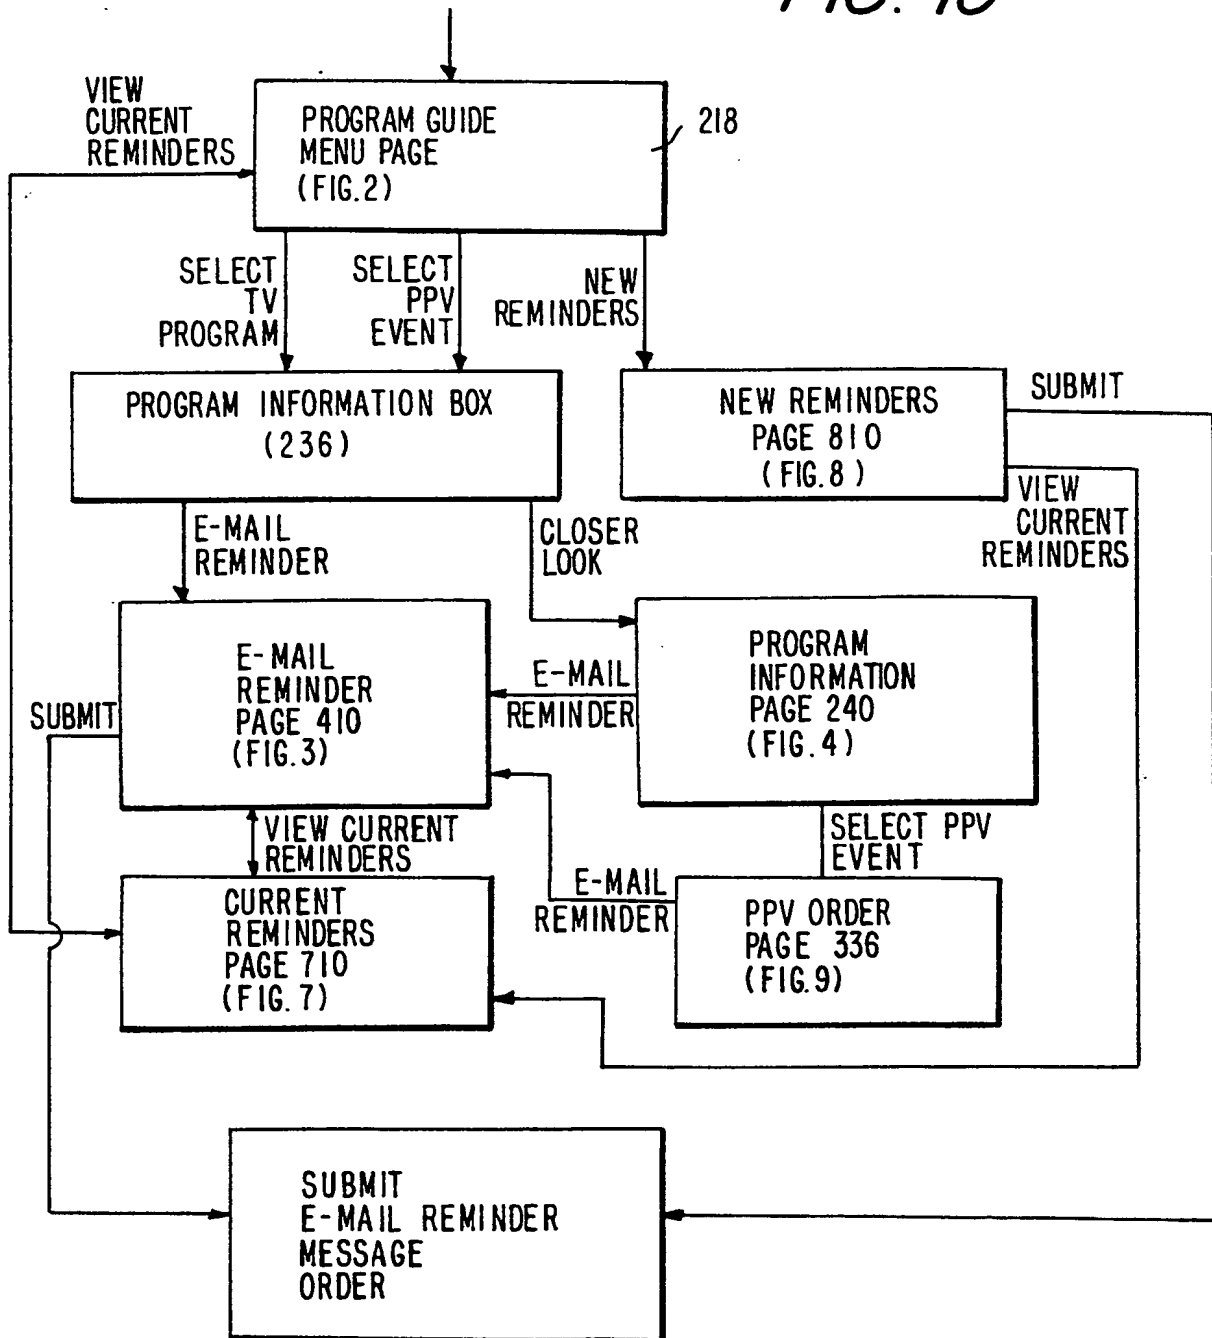 FIG. 10
VIEW
CURRENT
REMINDERS
PROGRAM GUIDE
MENU PAGE
(FIG.2)
218
SELECT
TV
PROGRAM
SELECT
PPV
EVENT
NEW
REMINDERS
PROGRAM INFORMATION BOX
(236)
NEW REMINDERS
PAGE 810
(FIG.8)
SUBMIT
VIEW
CURRENT
REMINDERS
E-MAIL
REMINDER
CLOSER
LOOK
E-MAIL
REMINDER
PAGE 410
(FIG.3)
E-MAIL
REMINDER
PROGRAM
INFORMATION
PAGE 240
(FIG.4)
SUBMIT
VIEW CURRENT
REMINDERS
SELECT PPV
EVENT
CURRENT
REMINDERS
PAGE 710
(FIG.7)
E-MAIL
REMINDER
PPV ORDER
PAGE 336
(FIG.9)
SUBMIT
E-MAIL REMINDER
MESSAGE
ORDER